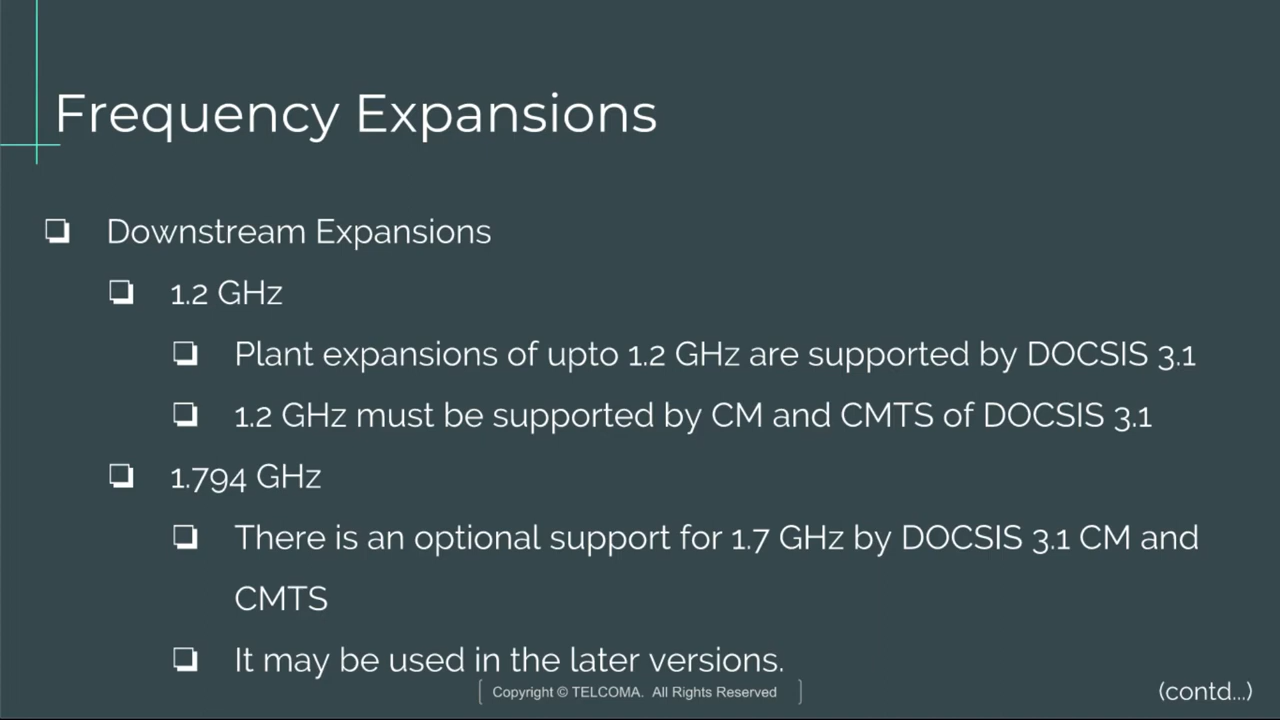 Frequency Expansions
Downstream Expansions
1.2 GHz
Plant expansions of upto 1.2 GHz are supported by DOCSIS 3.1
1.2 GHz must be supported by CM and CMTS of DOCSIS 3.1
1.794 GHz
There is an optional support for 1.7 GHz by DOCSIS 3.1 CM and
CMTS
It may be used in the later versions.
Copyright © TELCOMA. All Rights Reserved
(contd...)